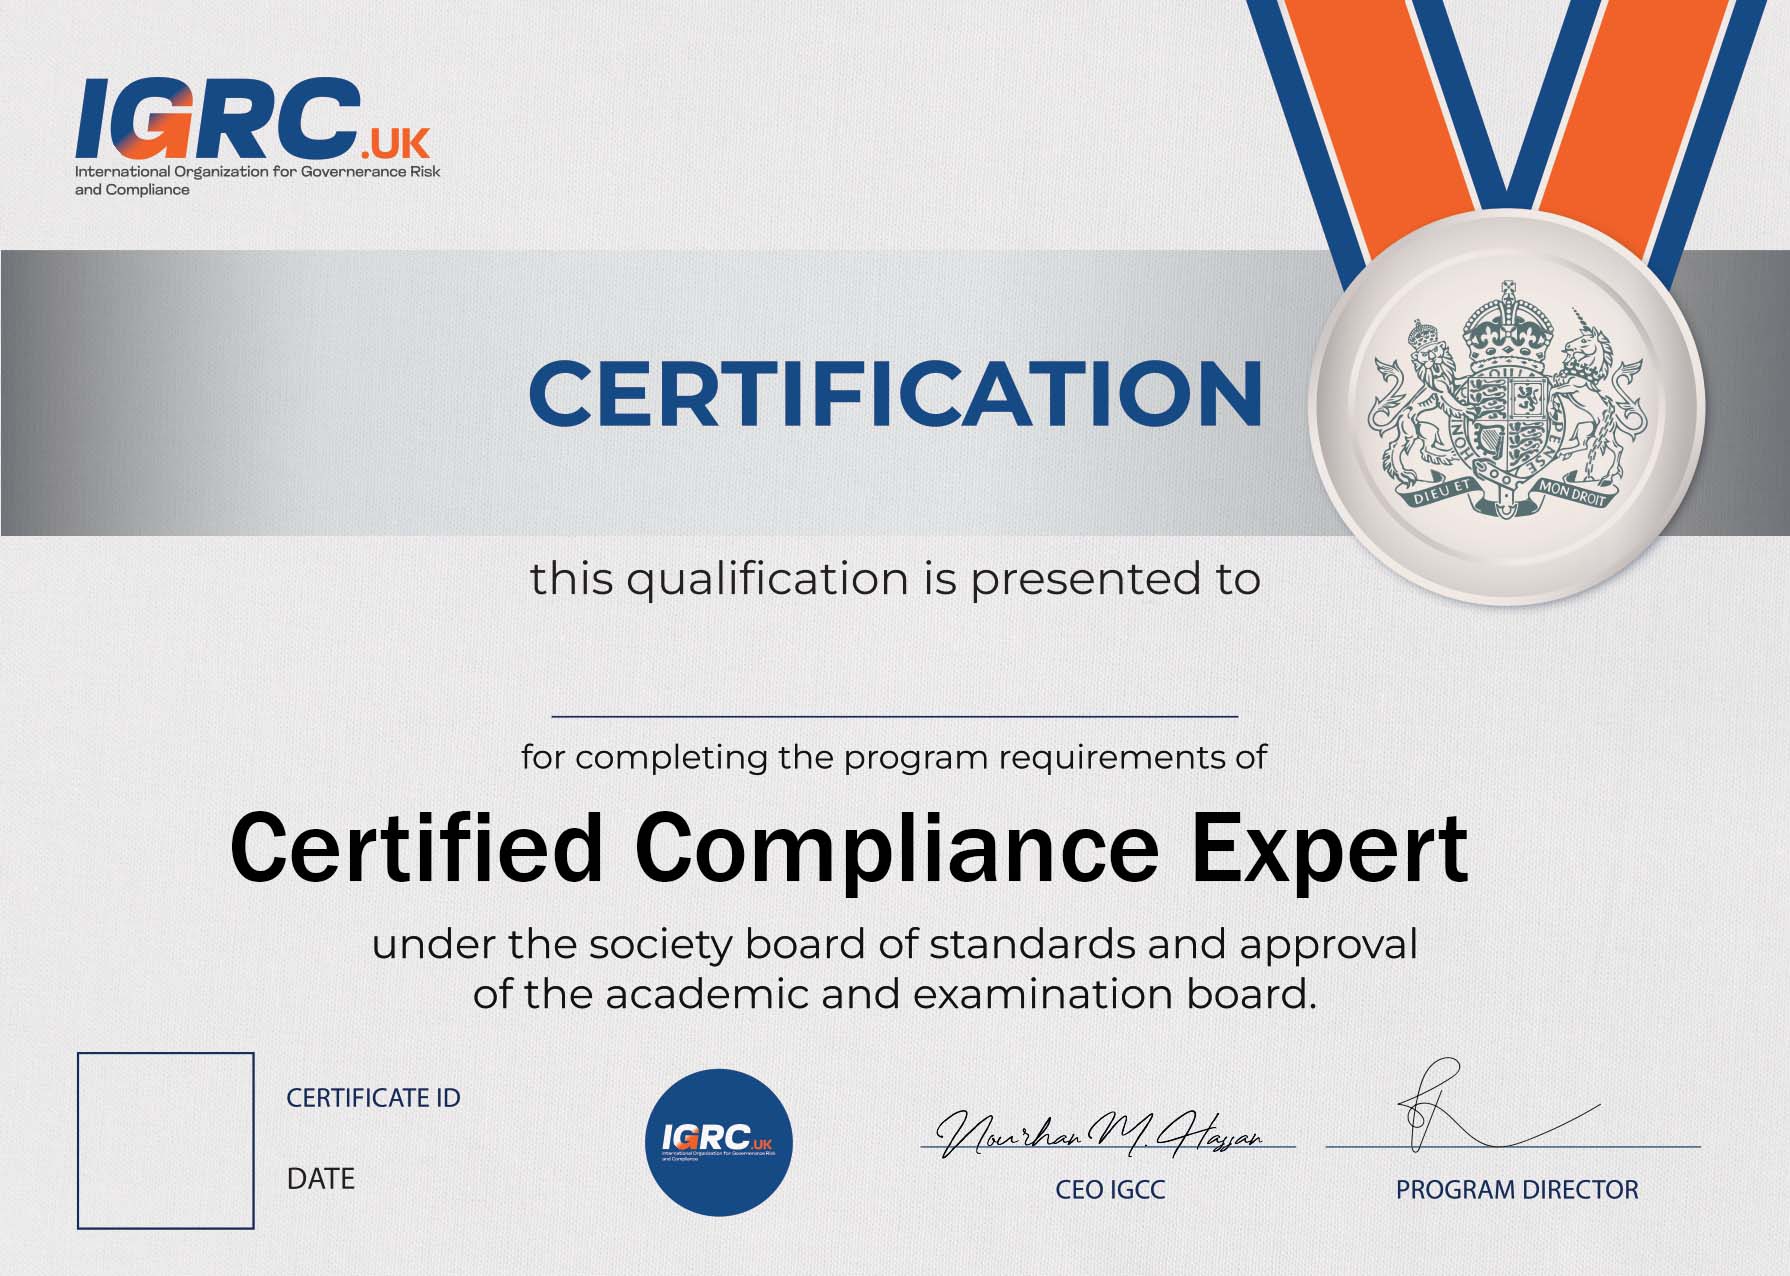 IGRC.UK
International Organization for Governerance Risk
and Compliance
CERTIFICATION
HONI
PENSE
DIEU ET MON DROIT
this qualification is presented to
for completing the program requirements of
Certified Compliance Expert
under the society board of standards and approval
of the academic and examination board.
CERTIFICATE ID
DATE
IGRC.UK
International Organization for Governerance Risk
and Compliance
Nourhan M. Hassan
CEO IGCC
PROGRAM DIRECTOR